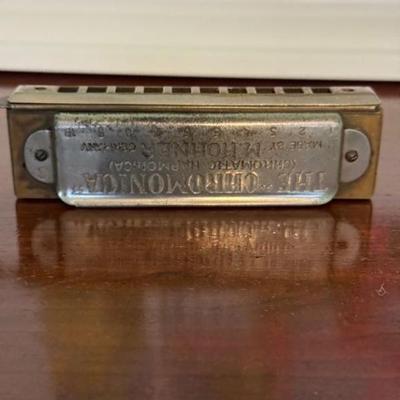 THE "CHROMONICA"
(CHROMATIC HARMONICA)
MADE BY M. HOHNER GERMANY